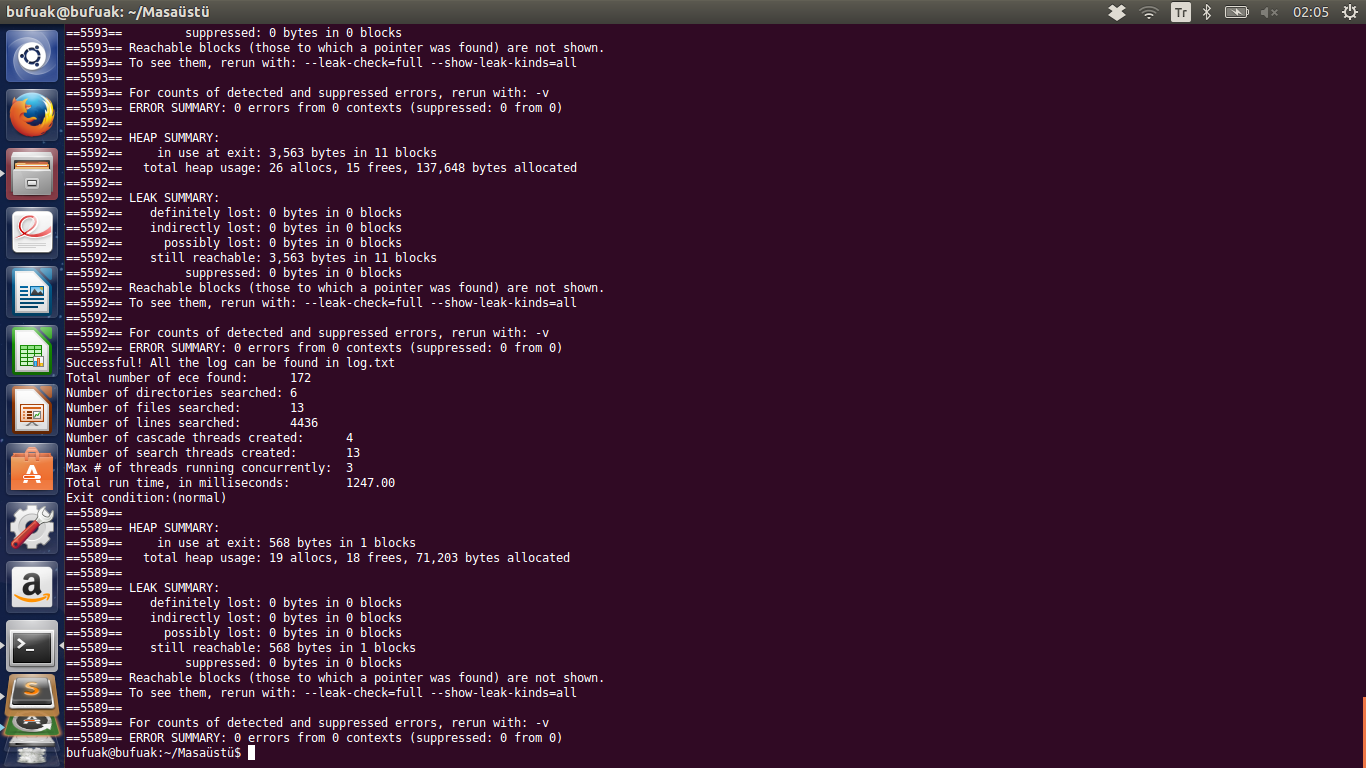 bufuak@bufuak: ~/Masaüstü
Tr
02:05
==5593==         suppressed: 0 bytes in 0 blocks
==5593== Reachable blocks (those to which a pointer was found) are not shown.
==5593== To see them, rerun with: --leak-check=full --show-leak-kinds=all
==5593==
==5593== For counts of detected and suppressed errors, rerun with: -v
==5593== ERROR SUMMARY: 0 errors from 0 contexts (suppressed: 0 from 0)
==5592==
==5592== HEAP SUMMARY:
==5592==     in use at exit: 3,563 bytes in 11 blocks
==5592==   total heap usage: 26 allocs, 15 frees, 137,648 bytes allocated
==5592==
==5592== LEAK SUMMARY:
==5592==    definitely lost: 0 bytes in 0 blocks
==5592==    indirectly lost: 0 bytes in 0 blocks
==5592==      possibly lost: 0 bytes in 0 blocks
==5592==    still reachable: 3,563 bytes in 11 blocks
==5592==         suppressed: 0 bytes in 0 blocks
==5592== Reachable blocks (those to which a pointer was found) are not shown.
==5592== To see them, rerun with: --leak-check=full --show-leak-kinds=all
==5592==
==5592== For counts of detected and suppressed errors, rerun with: -v
==5592== ERROR SUMMARY: 0 errors from 0 contexts (suppressed: 0 from 0)
Successful! All the log can be found in log.txt
Total number of ece found:      172
Number of directories searched: 6
Number of files searched:       13
Number of lines searched:       4436
Number of cascade threads created:      4
Number of search threads created:       13
Max # of threads running concurrently:  3
Total run time, in milliseconds:        1247.00
Exit condition:(normal)
==5589==
==5589== HEAP SUMMARY:
==5589==     in use at exit: 568 bytes in 1 blocks
==5589==   total heap usage: 19 allocs, 18 frees, 71,203 bytes allocated
==5589==
==5589== LEAK SUMMARY:
==5589==    definitely lost: 0 bytes in 0 blocks
==5589==    indirectly lost: 0 bytes in 0 blocks
==5589==      possibly lost: 0 bytes in 0 blocks
==5589==    still reachable: 568 bytes in 1 blocks
==5589==         suppressed: 0 bytes in 0 blocks
==5589== Reachable blocks (those to which a pointer was found) are not shown.
==5589== To see them, rerun with: --leak-check=full --show-leak-kinds=all
==5589==
==5589== For counts of detected and suppressed errors, rerun with: -v
==5589== ERROR SUMMARY: 0 errors from 0 contexts (suppressed: 0 from 0)
bufuak@bufuak:~/Masaüstü$